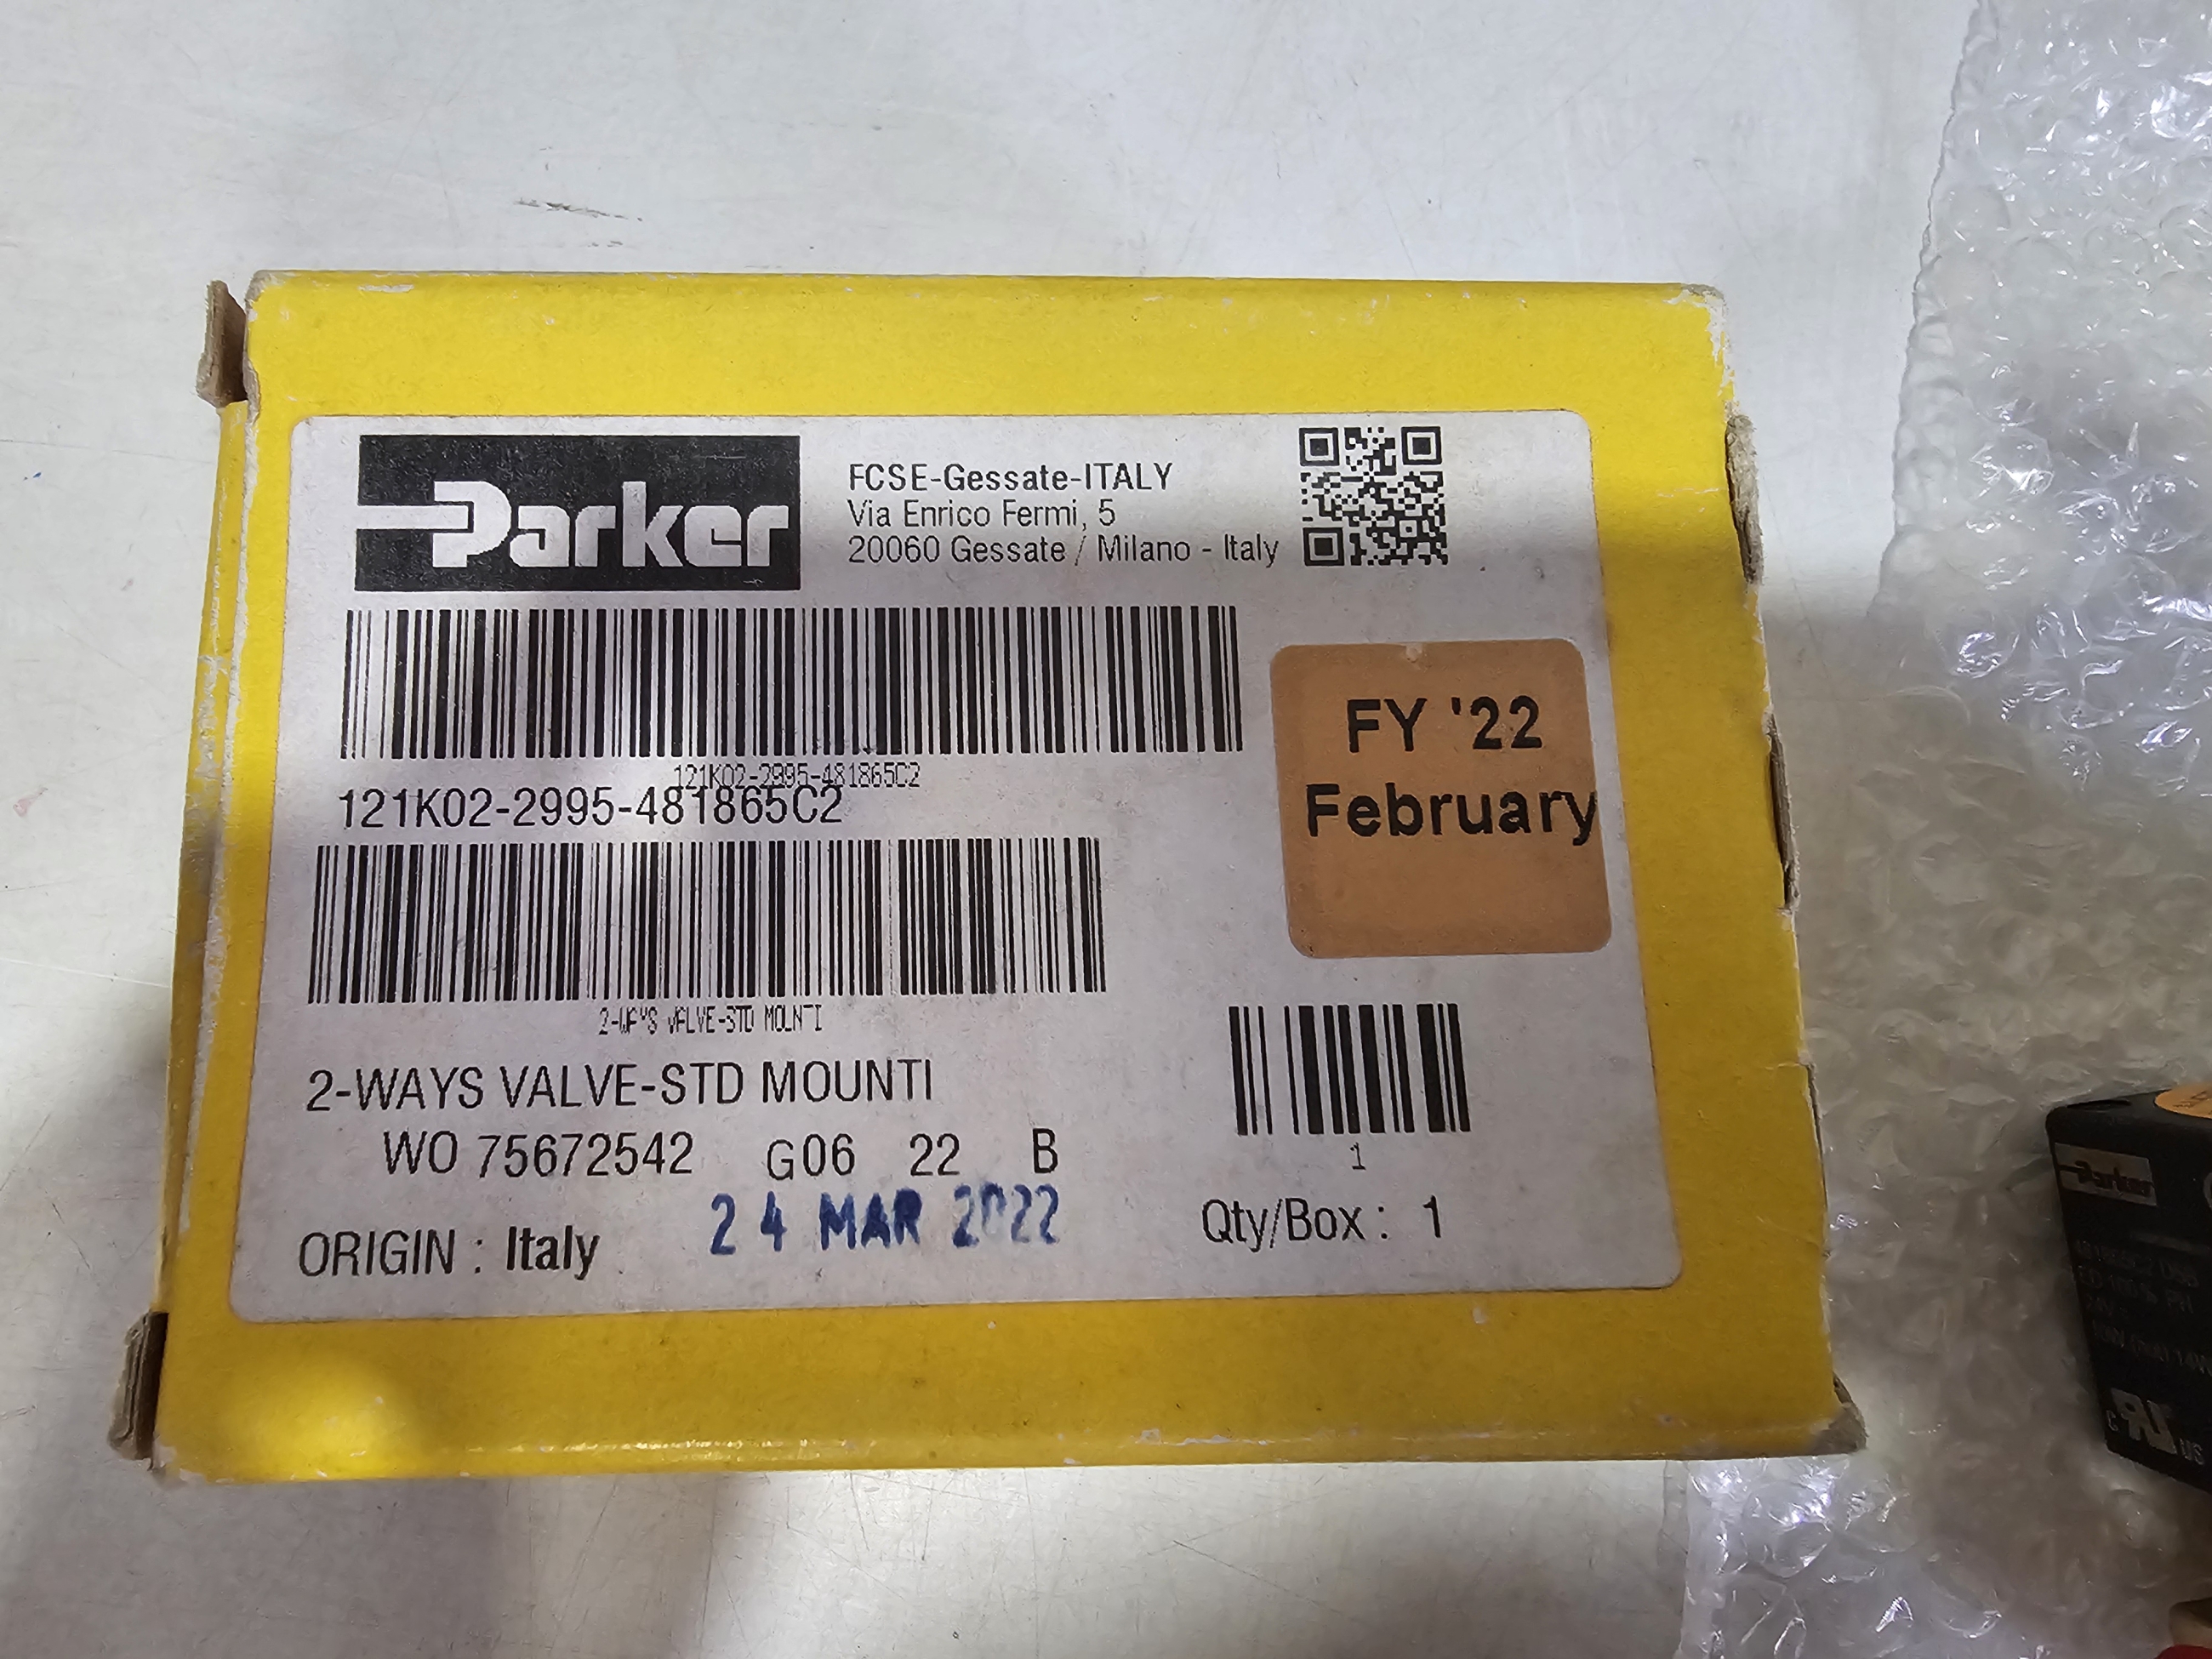 Parker
FCSE-Gessate-ITALY
Via Enrico Fermi, 5
20060 Gessate / Milano - Italy
121K02-2995-481865C2
121K02-2995-481865C2
FY '22
February
2-WAYS VALVE-STD MOUNTI
2-WAYS VALVE-STD MOUNTI
WO 75672542 G06 22 B
1
24 MAR 2022
ORIGIN : Italy
Qty/Box : 1
Parker